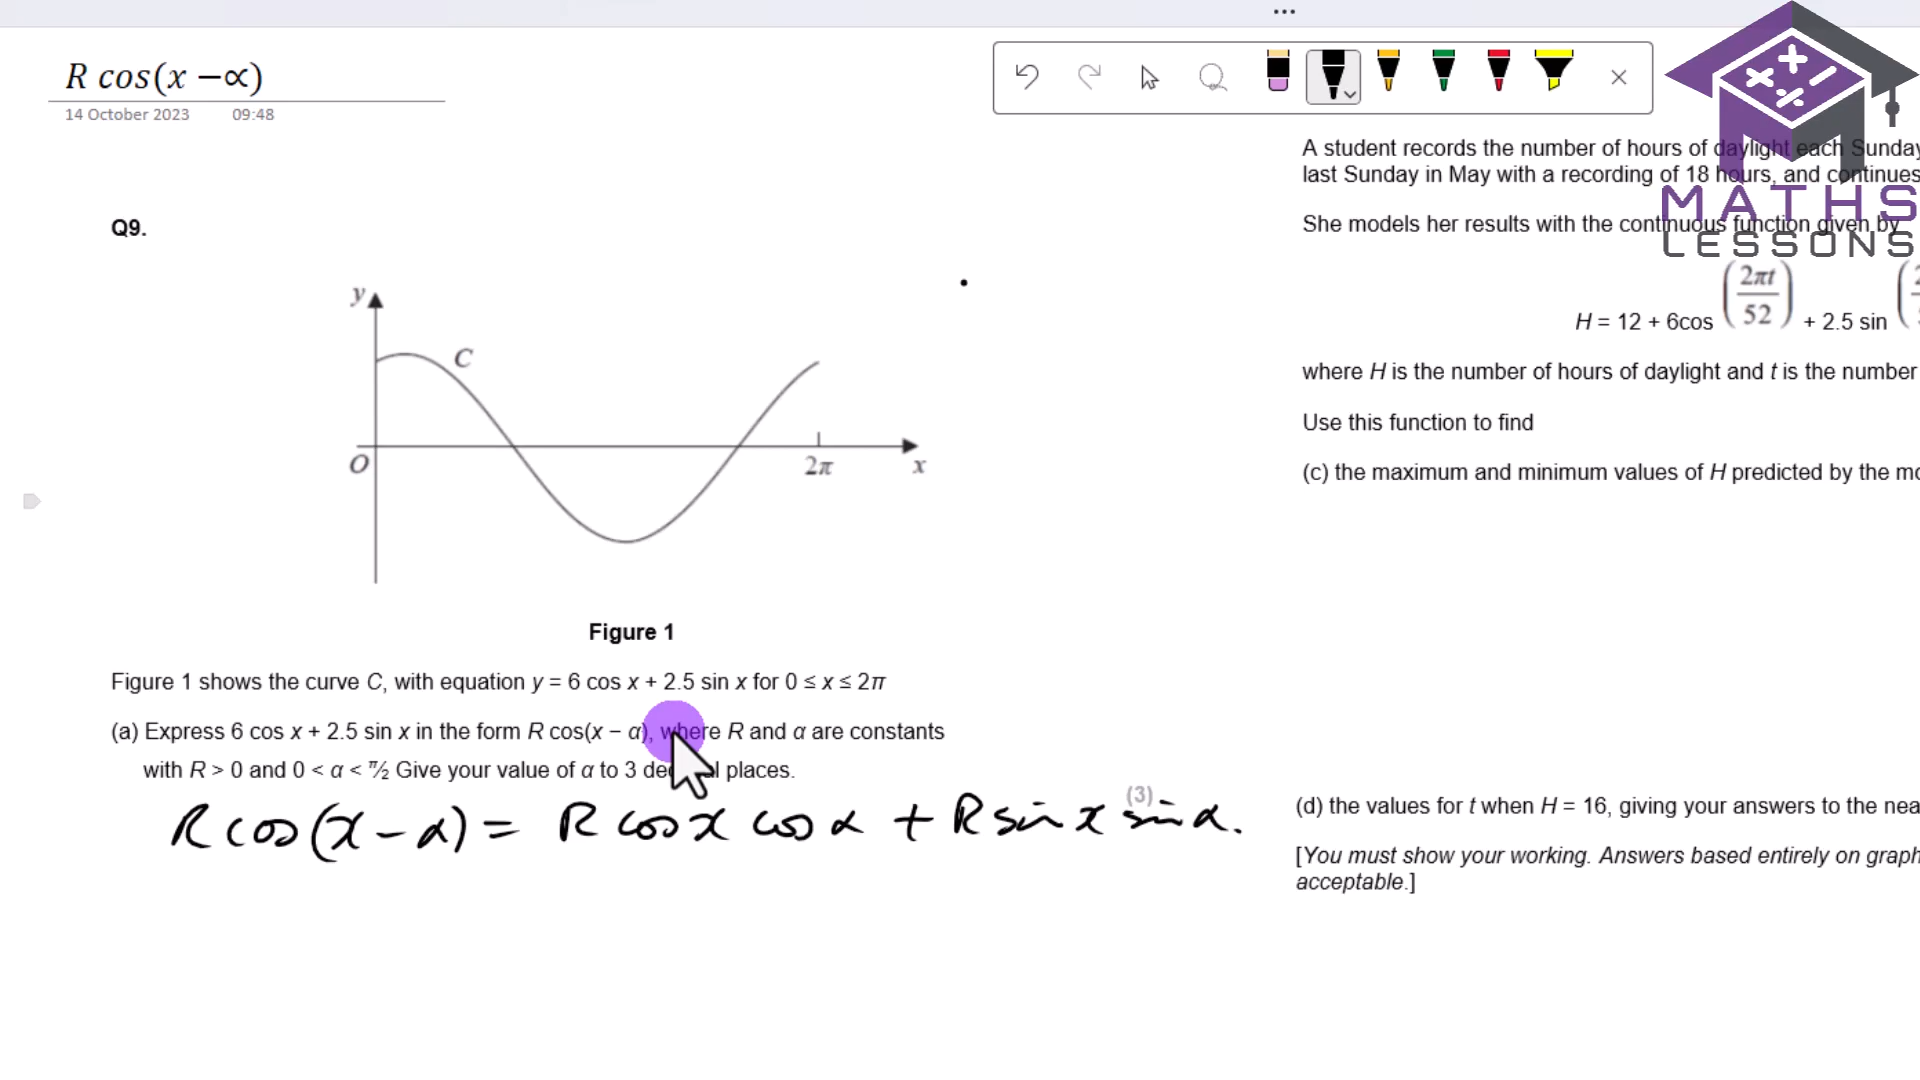 R cos(x −∝)
14 October 2023 09:48
MATHS
LESSONS
Q9.
y
C
O
2π
x
Figure 1
Figure 1 shows the curve C, with equation y = 6 cos x + 2.5 sin x for 0 ≤ x ≤ 2π
(a) Express 6 cos x + 2.5 sin x in the form R cos(x − α), where R and α are constants
with R > 0 and 0 < α < π/2 Give your value of α to 3 places.
(3)
R cos(x − α) = R cos x cos α + R sin x sin α.
A student records the number of hours of daylight each Sunday
last Sunday in May with a recording of 18 hours, and continues
She models her results with the continuous function given by
H = 12 + 6cos (2πt/52) + 2.5 sin (
where H is the number of hours of daylight and t is the number
Use this function to find
(c) the maximum and minimum values of H predicted by the
(d) the values for t when H = 16, giving your answers to the
[You must show your working. Answers based entirely on
acceptable.]